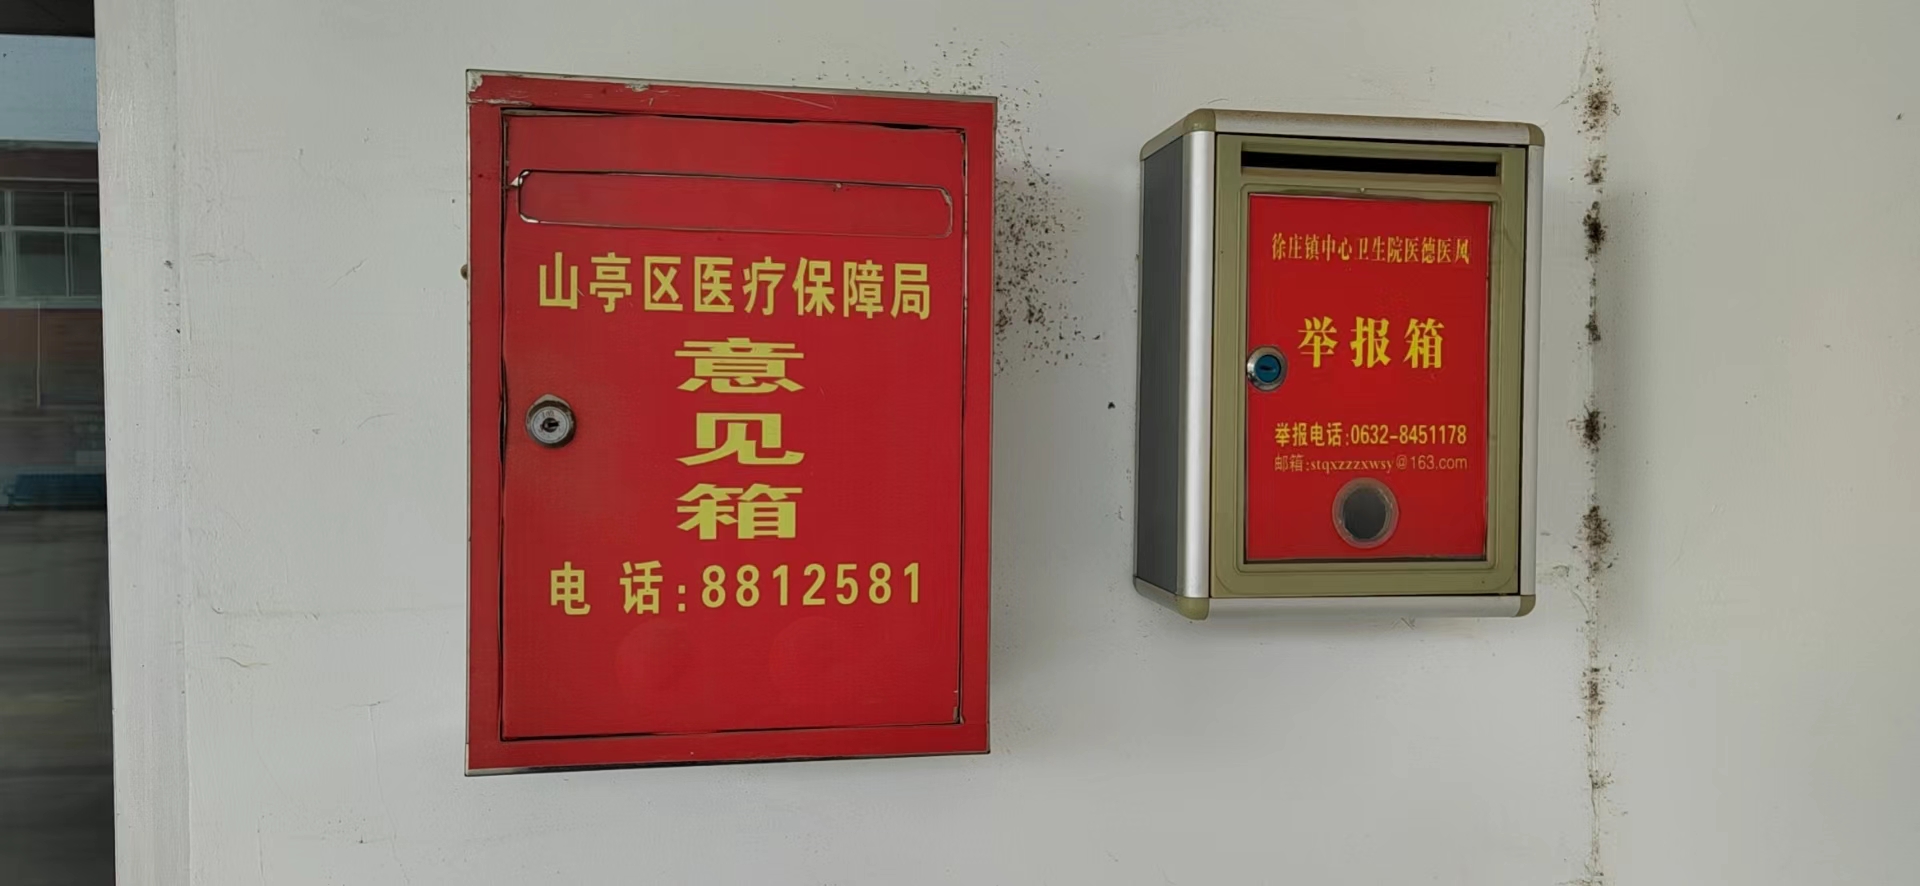 山亭区医疗保障局
意
见
箱
电 话:8812581
徐庄镇中心卫生院医德医风
举报箱
举报电话:0632-8451178
邮箱:stqxzzzxwsy@163.com